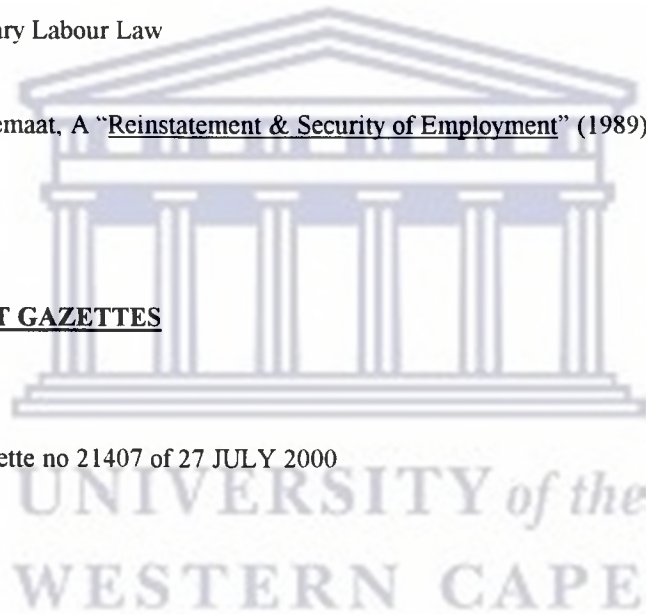 ary Labour Law
emaat, A “Reinstatement & Security of Employment” (1989)
T GAZETTES
ette no 21407 of 27 JULY 2000
UNIVERSITY of the
WESTERN CAPE